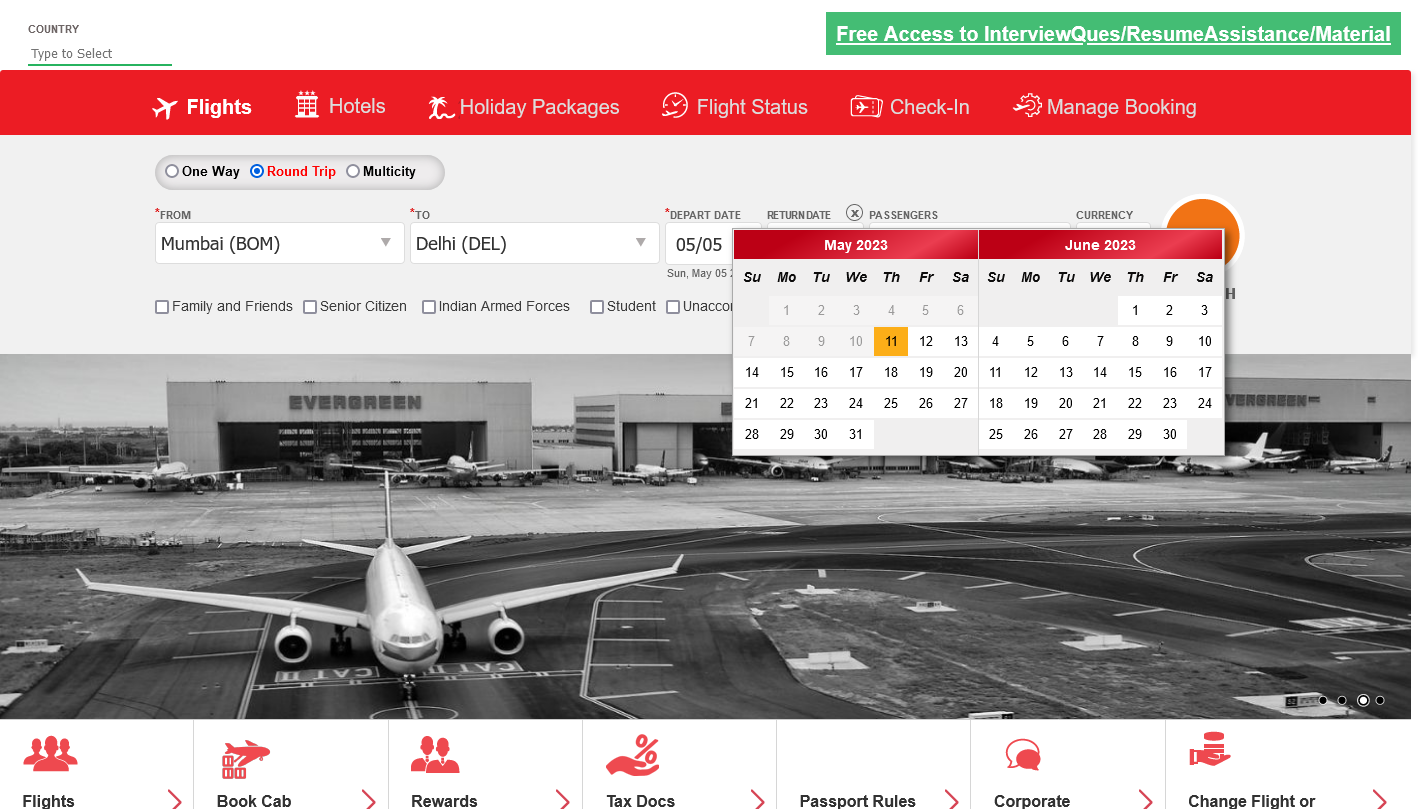 COUNTRY
Type to Select
Free Access to InterviewQues/ResumeAssistance/Material
Flights
Hotels
Holiday Packages
Flight Status
Check-In
Manage Booking
One Way
Round Trip
Multicity
*FROM
*TO
*DEPART DATE
RETURNDATE
x
PASSENGERS
CURRENCY
Mumbai (BOM)
Delhi (DEL)
05/05
Sun, May 05 2
H
Family and Friends
Senior Citizen
Indian Armed Forces
Student
Unaccor
May 2023
June 2023
Su Mo Tu We Th Fr Sa
1 2 3 4 5 6
7 8 9 10 11 12 13
14 15 16 17 18 19 20
21 22 23 24 25 26 27
28 29 30 31
Su Mo Tu We Th Fr Sa
1 2 3
4 5 6 7 8 9 10
11 12 13 14 15 16 17
18 19 20 21 22 23 24
25 26 27 28 29 30
EVERGREEN
VERGREEN
CAT III
CAT III
Flights
Book Cab
Rewards
Tax Docs
Passport Rules
Corporate
Change Flight or